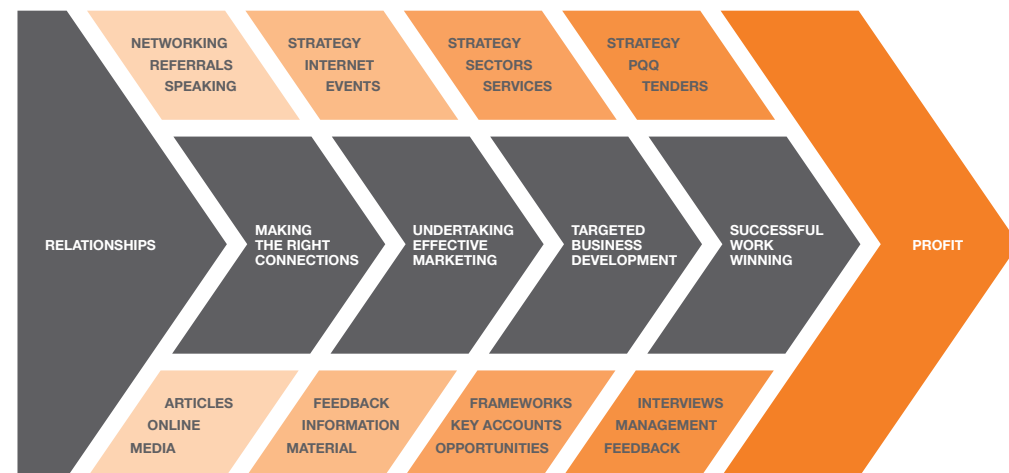 NETWORKING
REFERRALS
SPEAKING
STRATEGY
INTERNET
EVENTS
STRATEGY
SECTORS
SERVICES
STRATEGY
PQQ
TENDERS
RELATIONSHIPS
MAKING
THE RIGHT
CONNECTIONS
UNDERTAKING
EFFECTIVE
MARKETING
TARGETED
BUSINESS
DEVELOPMENT
SUCCESSFUL
WORK
WINNING
PROFIT
ARTICLES
ONLINE
MEDIA
FEEDBACK
INFORMATION
MATERIAL
FRAMEWORKS
KEY ACCOUNTS
OPPORTUNITIES
INTERVIEWS
MANAGEMENT
FEEDBACK